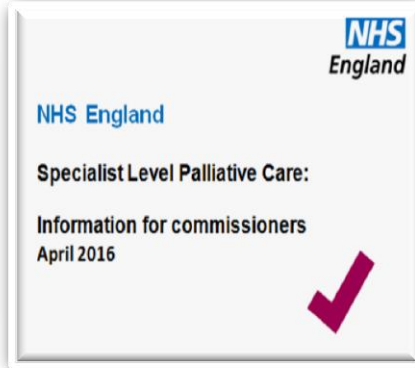 NHS
England
NHS England
Specialist Level Palliative Care:
Information for commissioners
April 2016